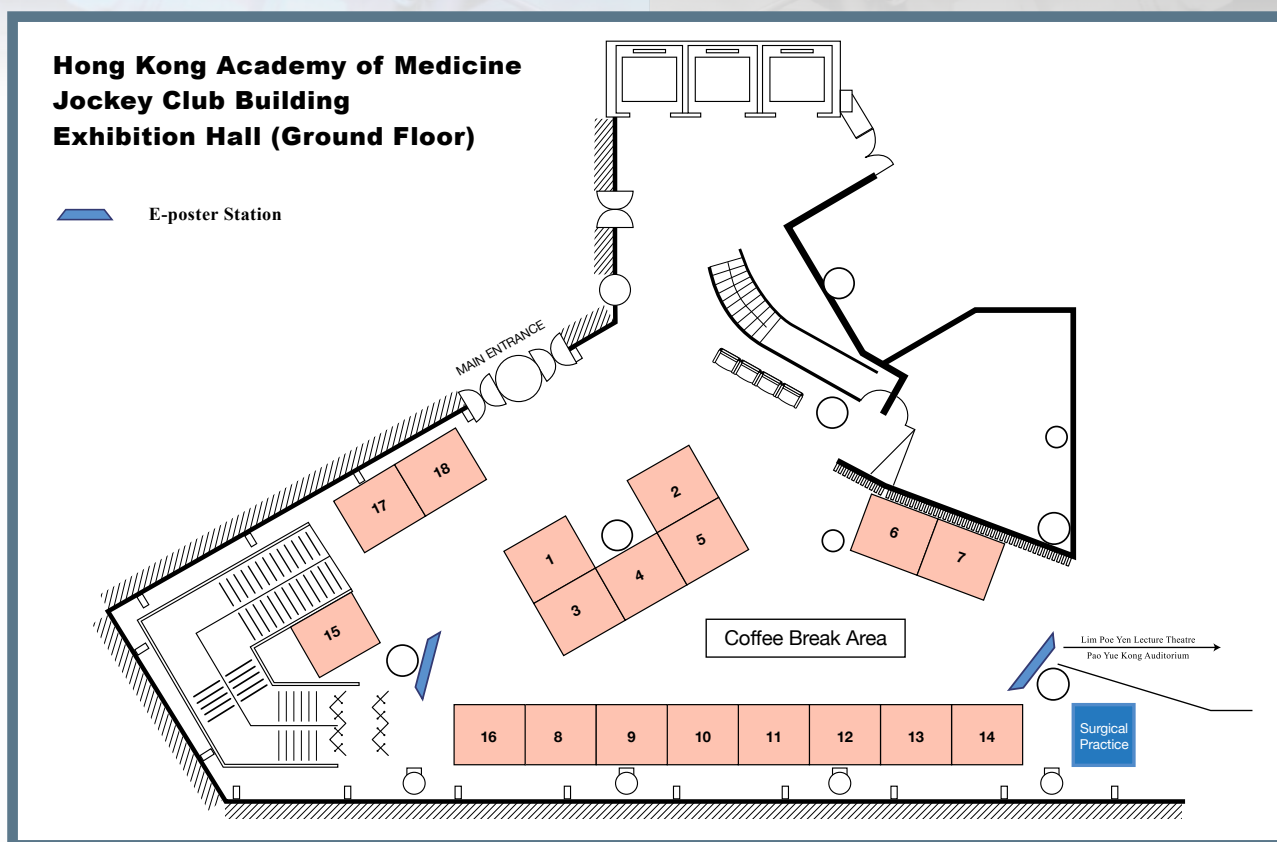 Hong Kong Academy of Medicine
Jockey Club Building
Exhibition Hall (Ground Floor)
E-poster Station
MAIN ENTRANCE
18
17
2
1
5
4
3
6
7
15
Coffee Break Area
Lim Poe Yen Lecture Theatre
Pao Yue Kong Auditorium
16
8
9
10
11
12
13
14
Surgical
Practice